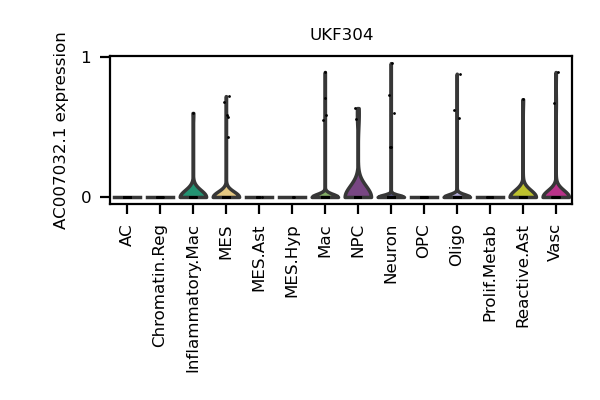 UKF304
AC007032.1 expression
1
0
AC
Chromatin.Reg
Inflammatory.Mac
MES
MES.Ast
MES.Hyp
Mac
NPC
Neuron
OPC
Oligo
Prolif.Metab
Reactive.Ast
Vasc